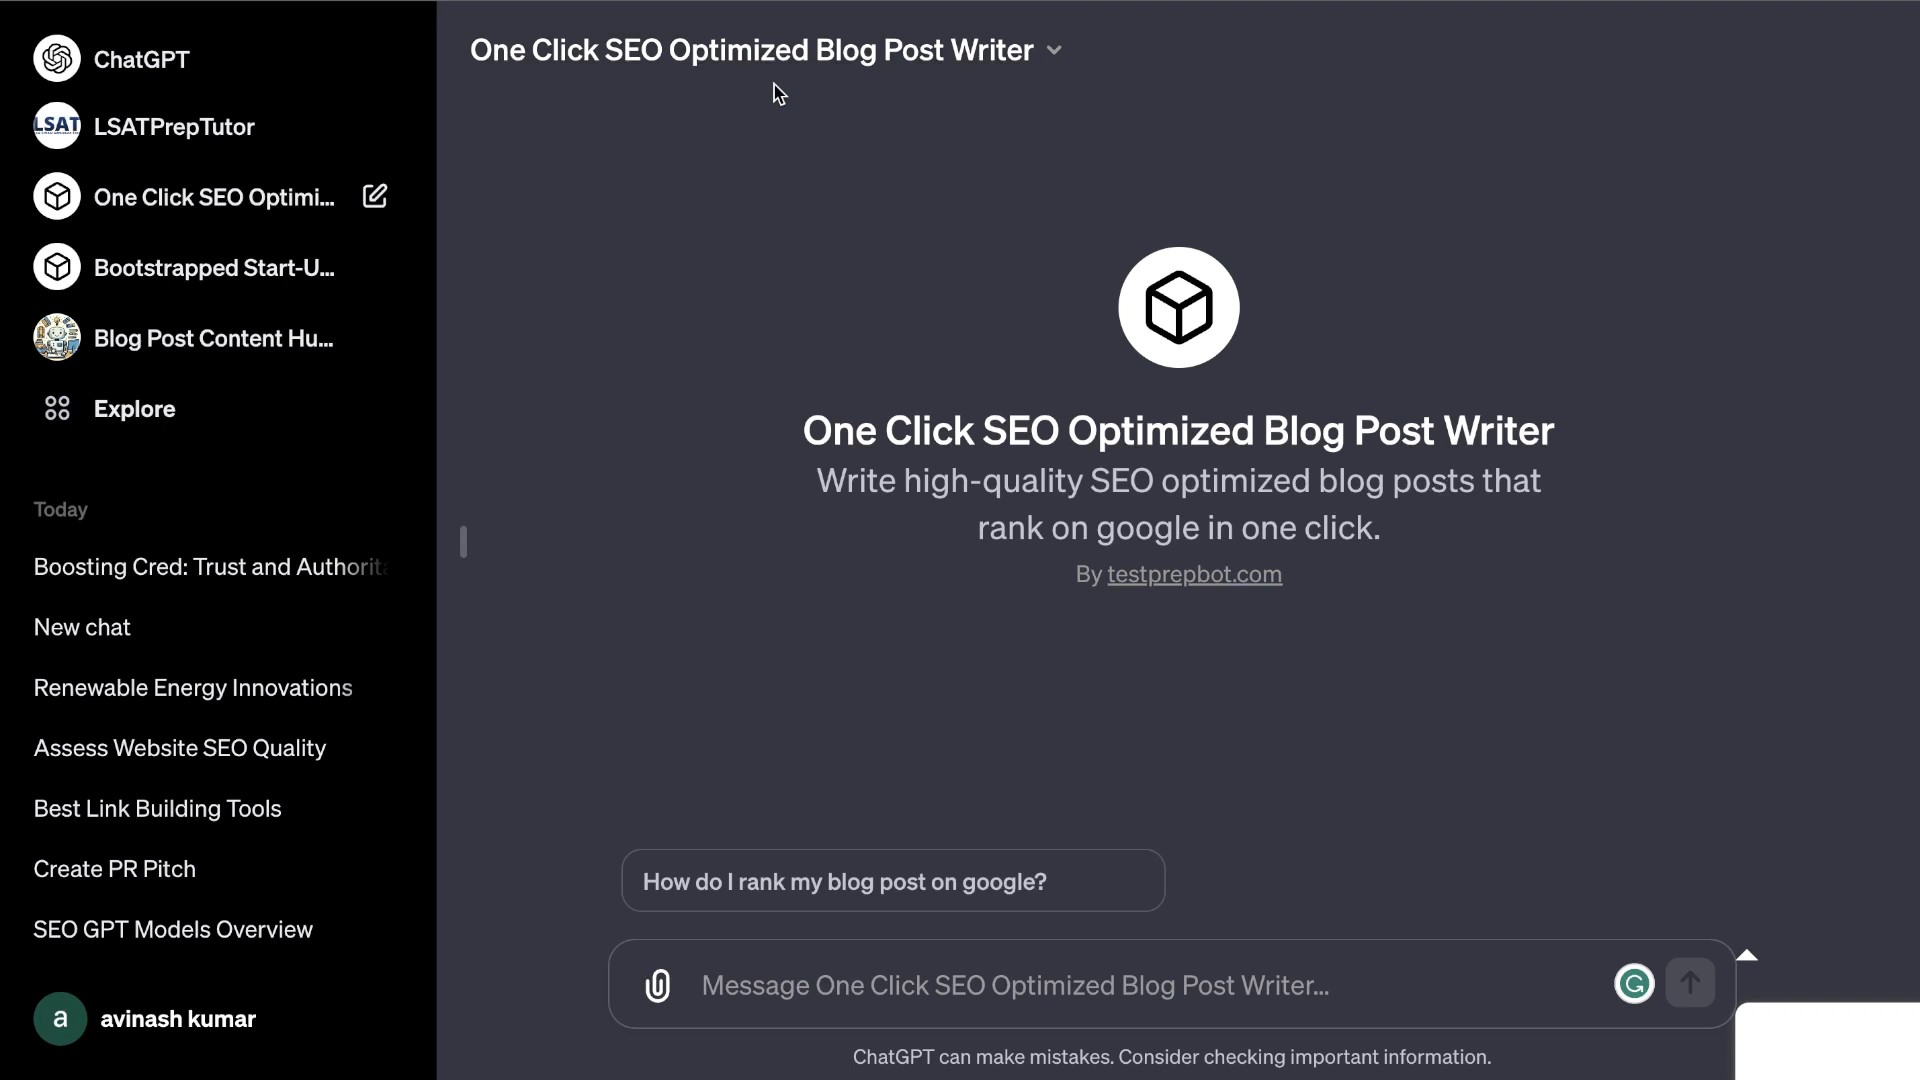 ChatGPT
LSAT
LSATPrepTutor
One Click SEO Optimi...
Bootstrapped Start-U...
Blog Post Content Hu...
Explore
Today
Boosting Cred: Trust and Authorita
New chat
Renewable Energy Innovations
Assess Website SEO Quality
Best Link Building Tools
Create PR Pitch
SEO GPT Models Overview
a
avinash kumar
One Click SEO Optimized Blog Post Writer
One Click SEO Optimized Blog Post Writer
Write high-quality SEO optimized blog posts that
rank on google in one click.
By testprepbot.com
How do I rank my blog post on google?
Message One Click SEO Optimized Blog Post Writer...
ChatGPT can make mistakes. Consider checking important information.